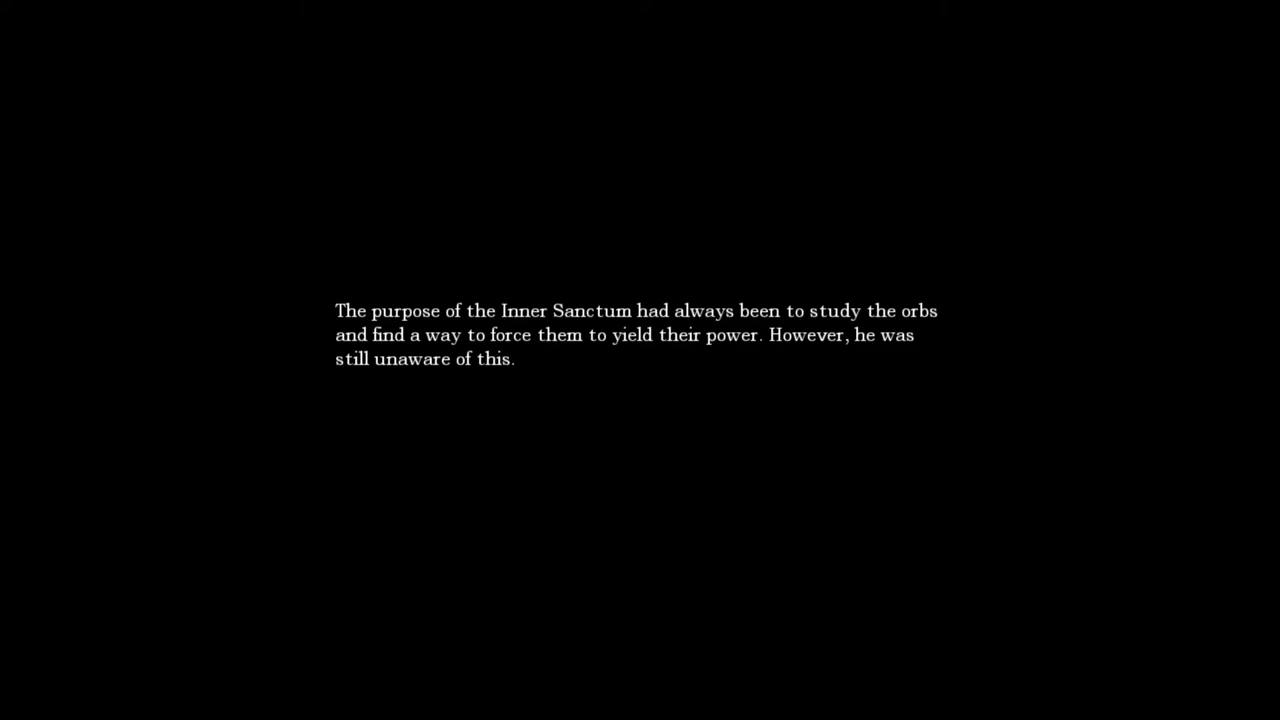 The purpose of the Inner Sanctum had always been to study the orbs
and find a way to force them to yield their power. However, he was
still unaware of this.